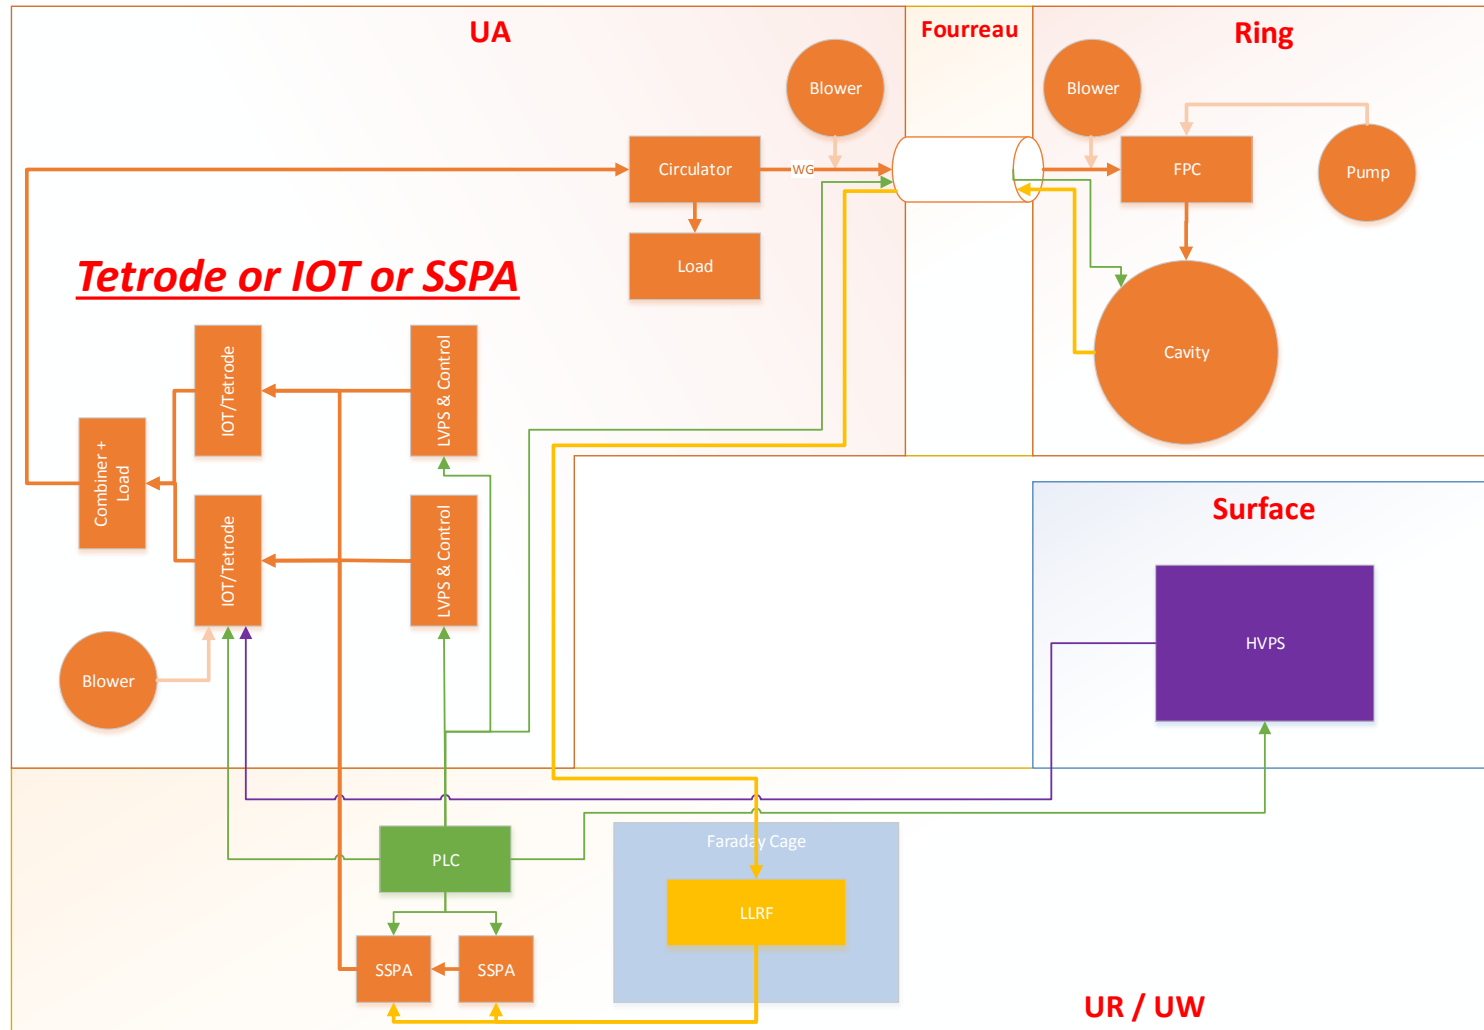 UA
Fourreau
Ring
Blower
Blower
Circulator
WG
FPC
Pump
Load
Tetrode or IOT or SSPA
Cavity
IOT/Tetrode
LVPS & Control
Combiner +
Load
IOT/Tetrode
LVPS & Control
Surface
HVPS
Blower
PLC
Faraday Cage
LLRF
SSPA
SSPA
UR / UW